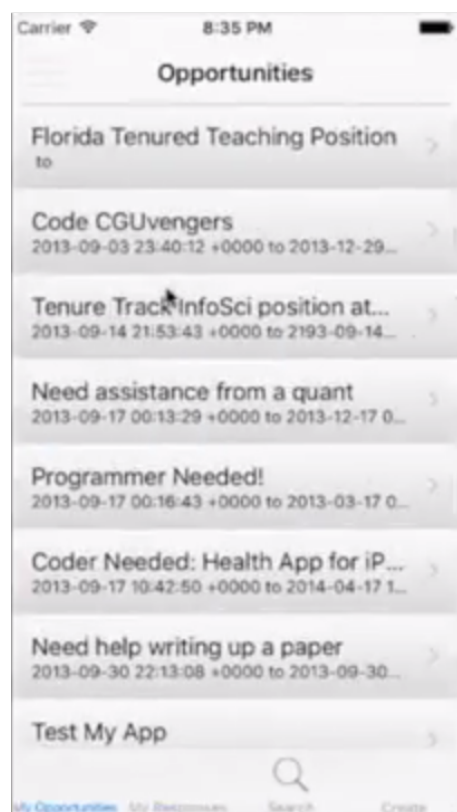 Carrier 8:35 PM
Opportunities
Florida Tenured Teaching Position
to
Code CGUvengers
2013-09-03 23:40:12 +0000 to 2013-12-29...
Tenure Track InfoSci position at...
2013-09-14 21:53:43 +0000 to 2193-09-14...
Need assistance from a quant
2013-09-17 00:13:29 +0000 to 2013-12-17 0...
Programmer Needed!
2013-09-17 00:16:43 +0000 to 2013-03-17 0...
Coder Needed: Health App for iP...
2013-09-17 10:42:50 +0000 to 2014-04-17 1...
Need help writing up a paper
2013-09-30 22:13:08 +0000 to 2013-09-30...
Test My App
My Opportunities My Responses Search Create